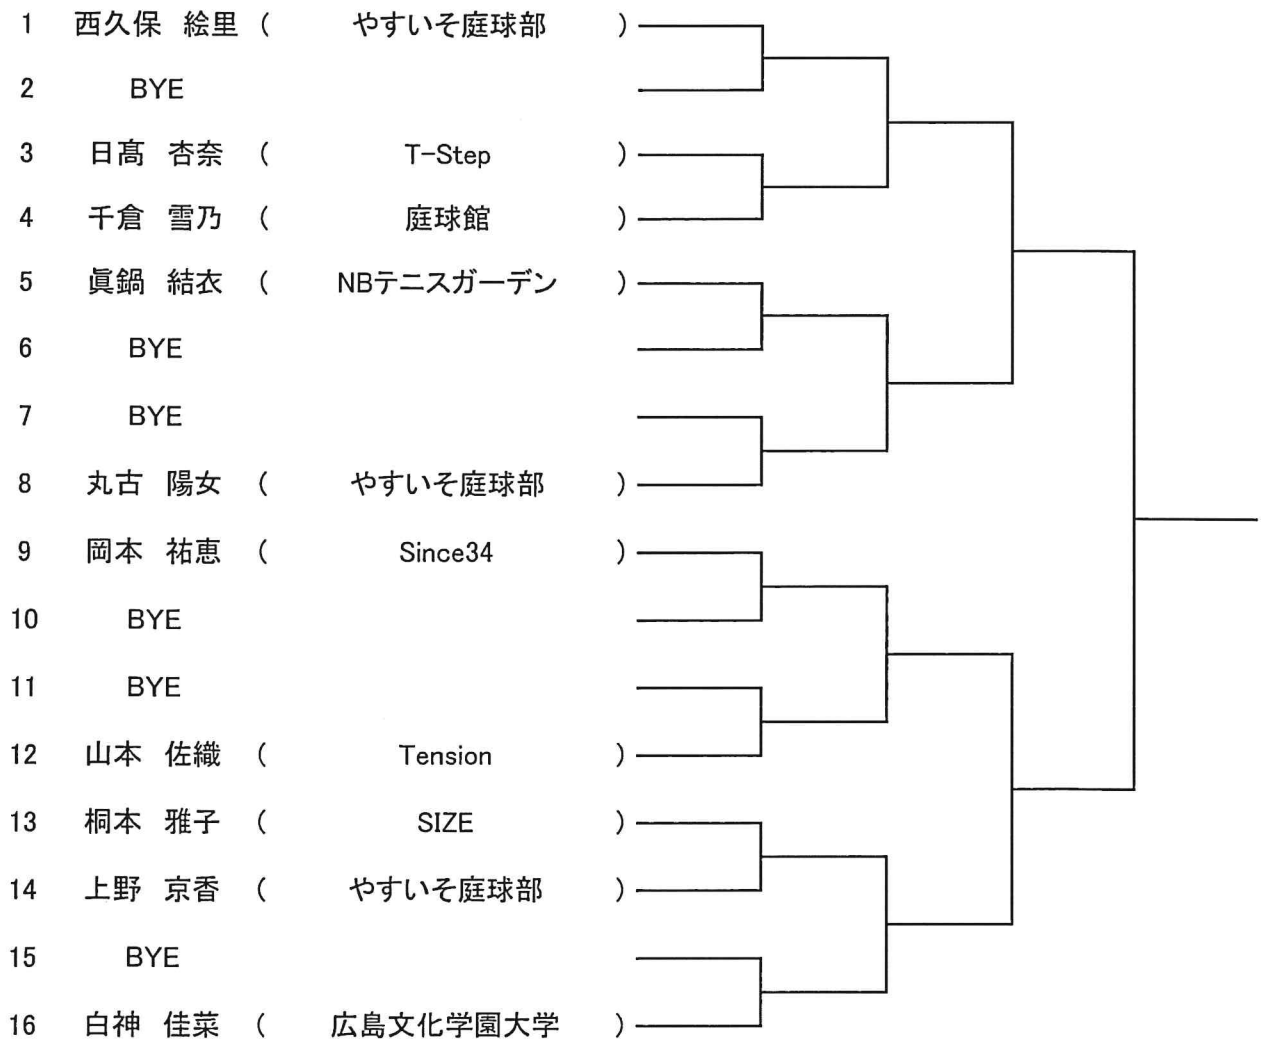 1 西久保 絵里 ( やすいそ庭球部 )
2 BYE
3 日髙 杏奈 ( T-Step )
4 千倉 雪乃 ( 庭球館 )
5 眞鍋 結衣 ( NBテニスガーデン )
6 BYE
7 BYE
8 丸古 陽女 ( やすいそ庭球部 )
9 岡本 祐恵 ( Since34 )
10 BYE
11 BYE
12 山本 佐織 ( Tension )
13 桐本 雅子 ( SIZE )
14 上野 京香 ( やすいそ庭球部 )
15 BYE
16 白神 佳菜 ( 広島文化学園大学 )